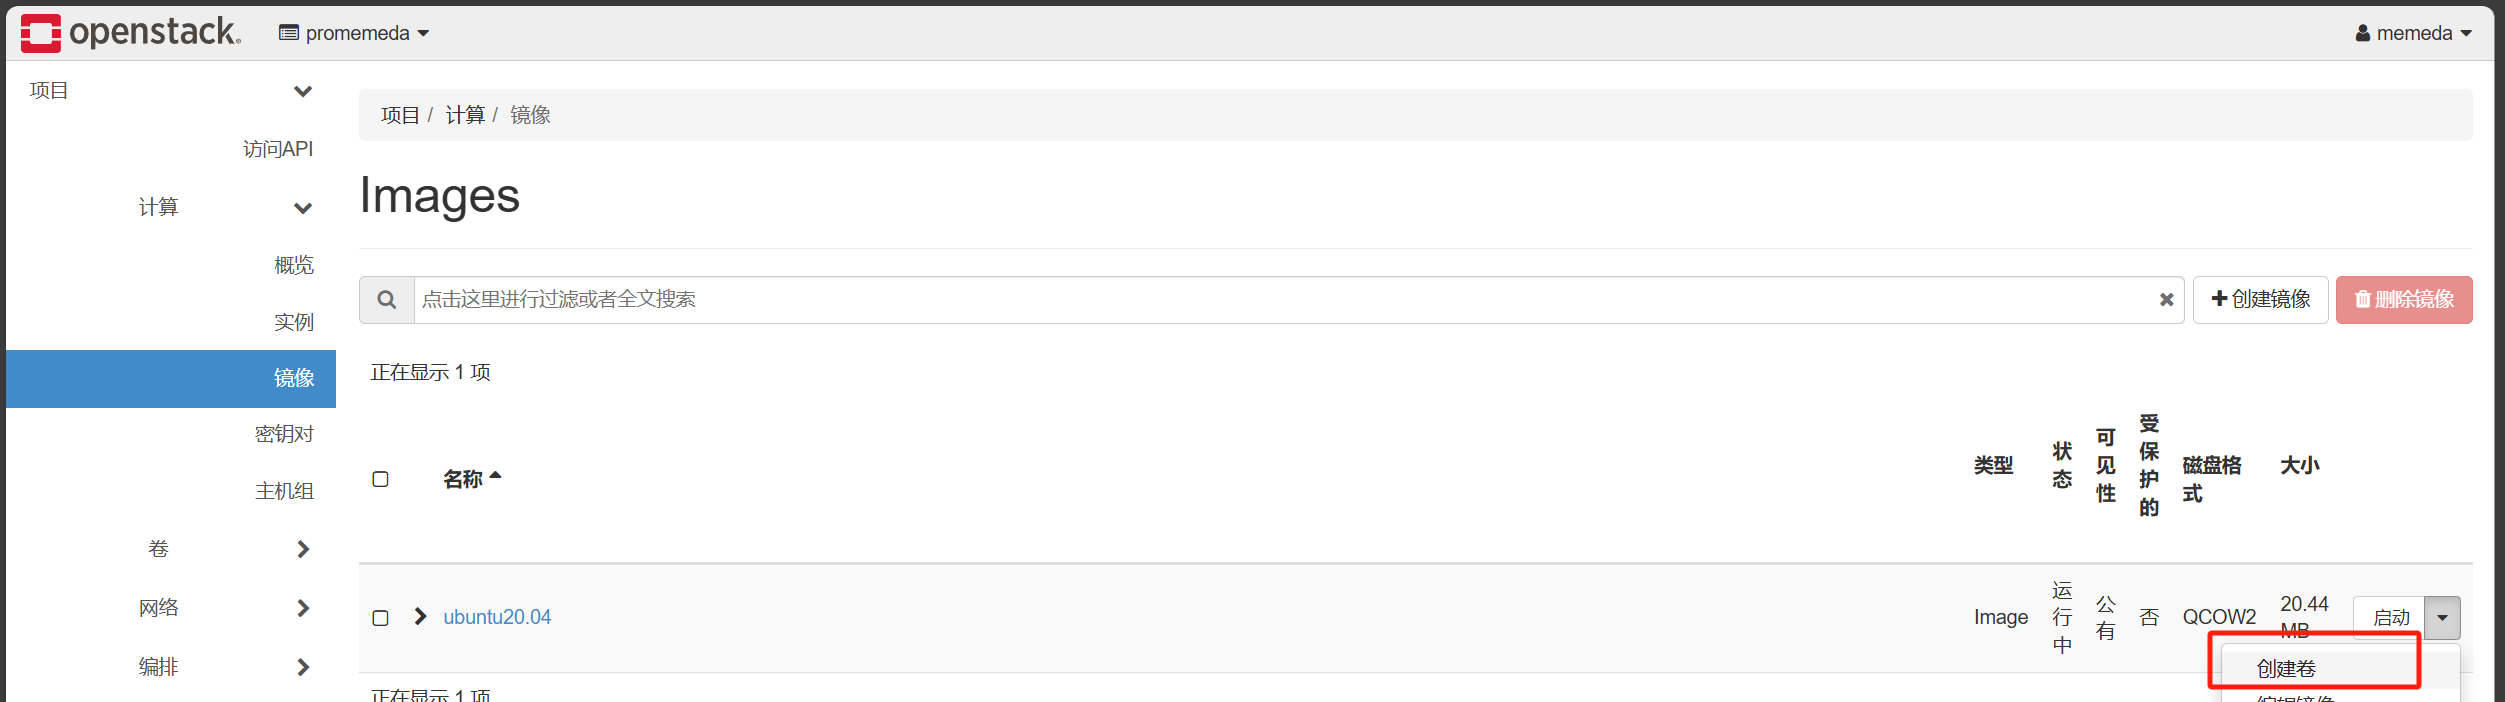 openstack. promemeda memeda
项目
访问API
计算
概览
实例
镜像
密钥对
主机组
卷
网络
编排
项目 / 计算 / 镜像
Images
点击这里进行过滤或者全文搜索
创建镜像
删除镜像
正在显示 1 项
名称 类型 状态 可见性 受保护的 磁盘格式 大小
ubuntu20.04 Image 运行中 公有 否 QCOW2 20.44 MB 启动
创建卷
编辑镜像
正在显示 1 项